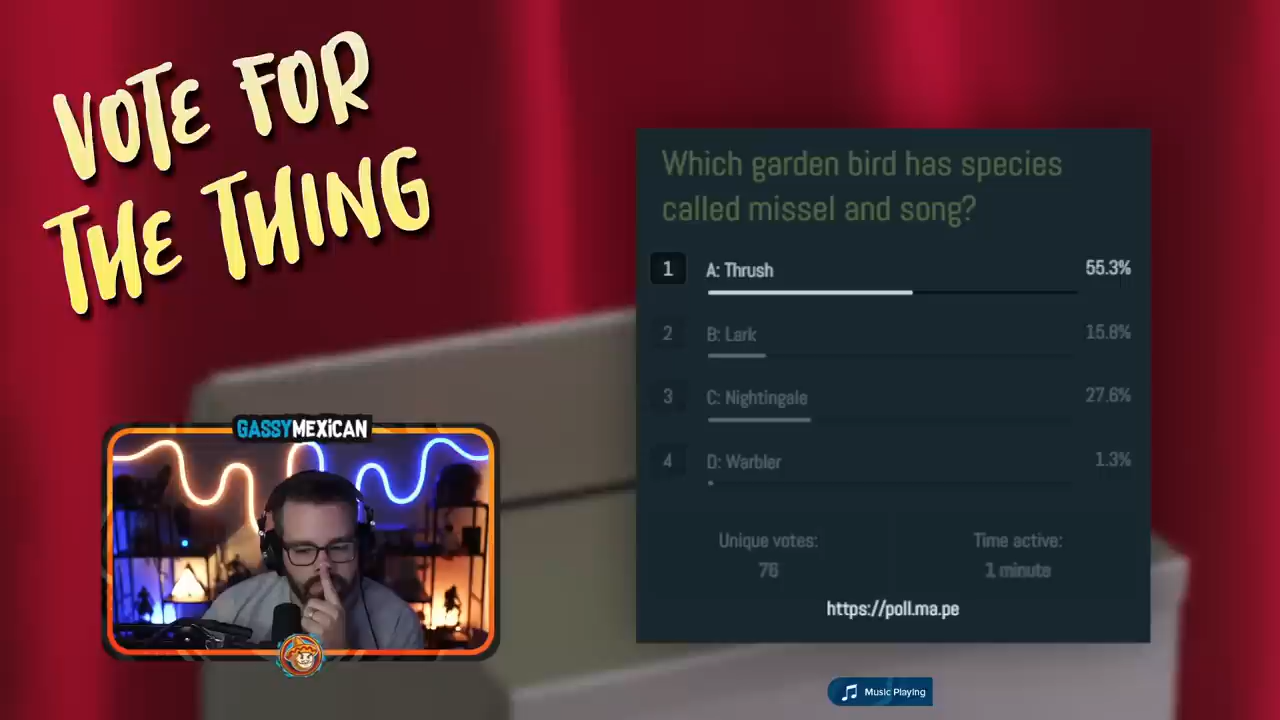 VOTE FOR
THE THING
Which garden bird has species
called missel and song?
1 A: Thrush 55.3%
2 B: Lark 15.8%
3 C: Nightingale 27.6%
4 D: Warbler 1.3%
Unique votes: Time active:
76 1 minute
https://poll.ma.pe
GASSYMEXiCAN
Music Playing